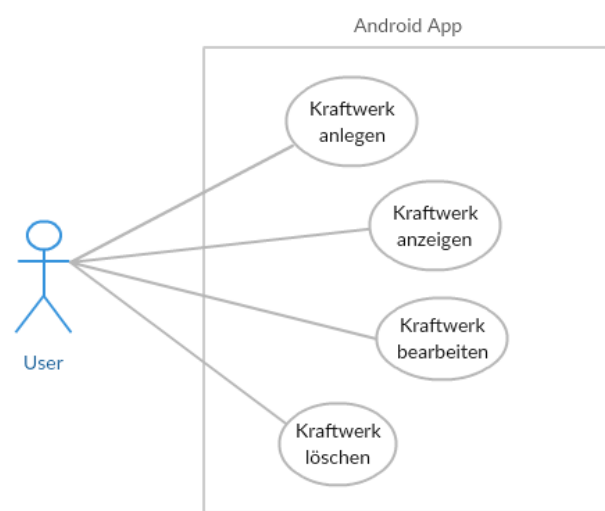 Android App
Kraftwerk
anlegen
Kraftwerk
anzeigen
Kraftwerk
bearbeiten
User
Kraftwerk
löschen